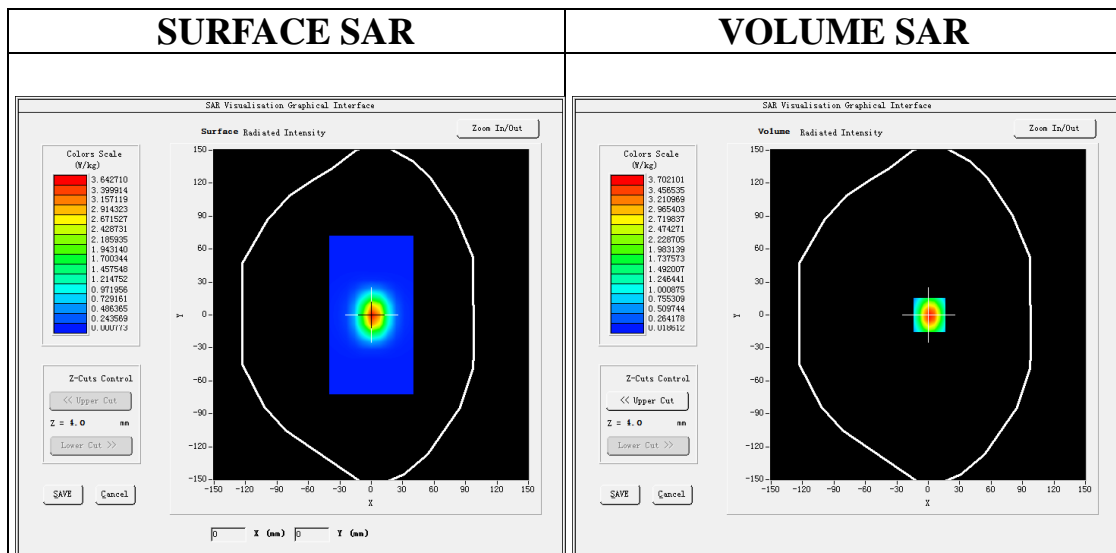 SURFACE SAR
VOLUME SAR
SAR Visualisation Graphical Interface
Surface Radiated Intensity
Zoom In/Out
Colors Scale
(W/kg)
3.642710
3.399914
3.157119
2.914323
2.671527
2.428731
2.185935
1.943140
1.700344
1.457548
1.214752
0.971956
0.729161
0.486365
0.243569
0.000773
Z-Cuts Control
<< Upper Cut
Z = 4.0 mm
Lower Cut >>
SAVE Cancel
150
120
90
60
30
0
-30
-60
-90
-120
-150
Y
-150 -120 -90 -60 -30 0 30 60 90 120 150
X
0 X (mm) 0 Y (mm)
SAR Visualisation Graphical Interface
Volume Radiated Intensity
Zoom In/Out
Colors Scale
(W/kg)
3.702101
3.456535
3.210969
2.965403
2.719837
2.474271
2.228705
1.983139
1.737573
1.492007
1.246441
1.000875
0.755309
0.509744
0.264178
0.018612
Z-Cuts Control
<< Upper Cut
Z = 4.0 mm
Lower Cut >>
SAVE Cancel
150
120
90
60
30
0
-30
-60
-90
-120
-150
Y
-150 -120 -90 -60 -30 0 30 60 90 120 150
X